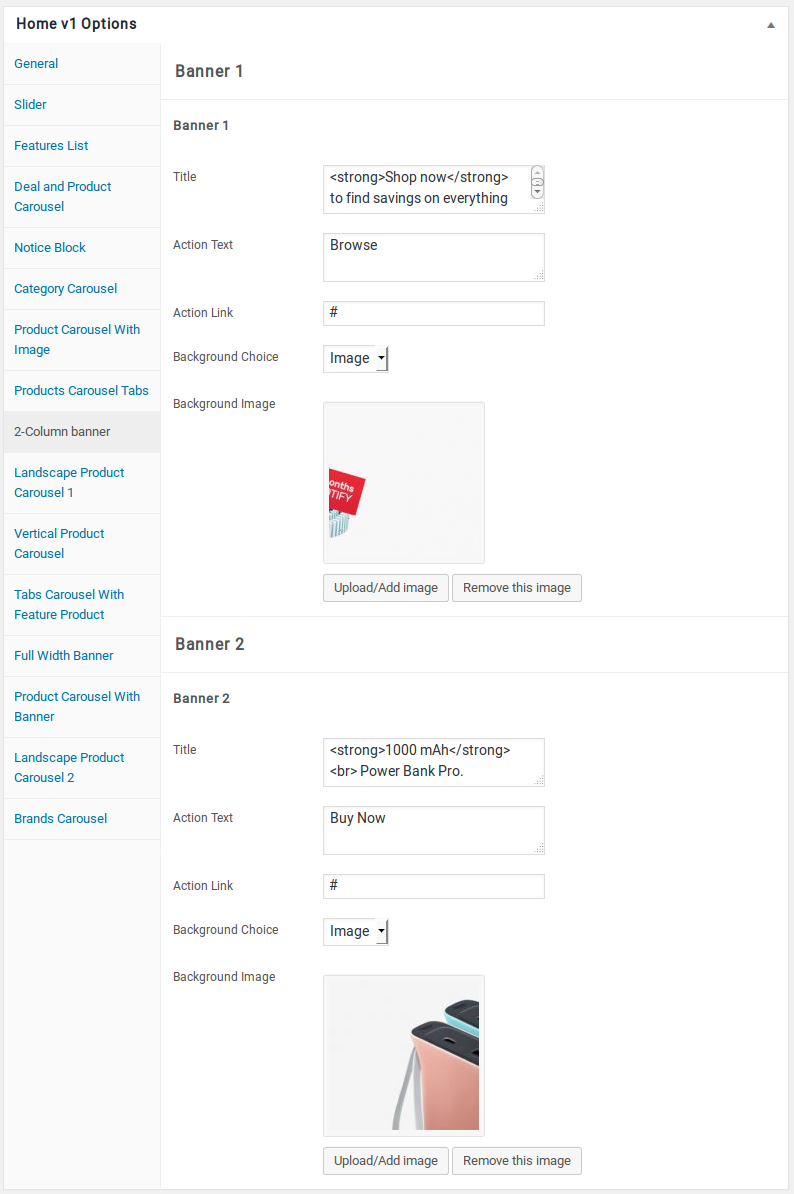 Home v1 Options
General
Slider
Features List
Deal and Product
Carousel
Notice Block
Category Carousel
Product Carousel With
Image
Products Carousel Tabs
2-Column banner
Landscape Product
Carousel 1
Vertical Product
Carousel
Tabs Carousel With
Feature Product
Full Width Banner
Product Carousel With
Banner
Landscape Product
Carousel 2
Brands Carousel
Banner 1
Banner 1
Title
<strong>Shop now</strong>
to find savings on everything
Action Text
Browse
Action Link
#
Background Choice
Image
Background Image
onths
OTIFY
Upload/Add image
Remove this image
Banner 2
Banner 2
Title
<strong>1000 mAh</strong>
<br> Power Bank Pro.
Action Text
Buy Now
Action Link
#
Background Choice
Image
Background Image
Upload/Add image
Remove this image